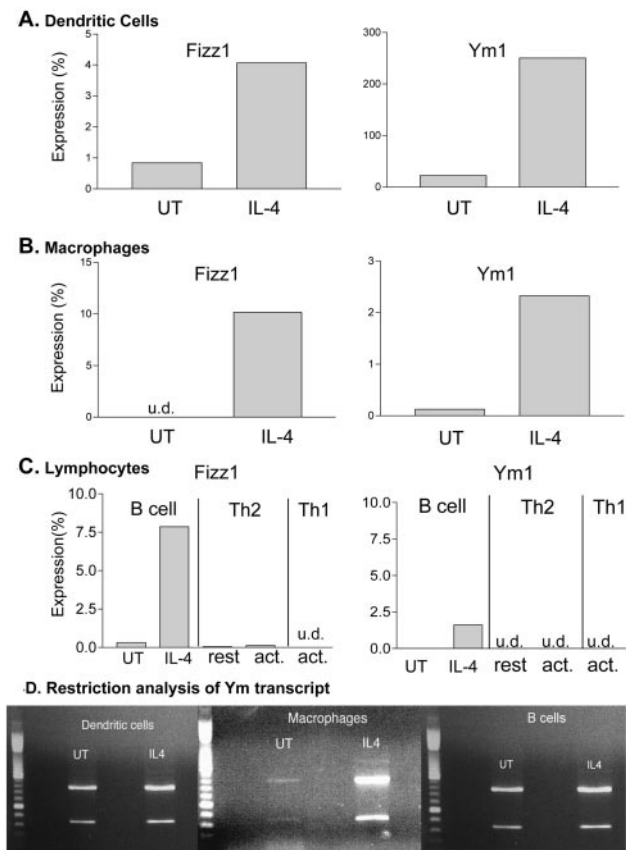 A. Dendritic Cells
Fizz1
Ym1
Expression (%)
5
4
3
2
1
0
UT IL-4
300
200
100
0
UT IL-4
B. Macrophages
Fizz1
Ym1
Expression (%)
15
10
5
0
u.d.
UT IL-4
3
2
1
0
UT IL-4
C. Lymphocytes
Fizz1
Ym1
Expression(%)
10.0
7.5
5.0
2.5
0.0
B cell Th2 Th1
u.d.
UT IL-4 rest act. act.
10.0
7.5
5.0
2.5
0.0
B cell Th2 Th1
u.d. u.d. u.d.
UT IL-4 rest act. act.
D. Restriction analysis of Ym transcript
Dendritic cells
UT IL4
Macrophages
UT IL4
B cells
UT IL4